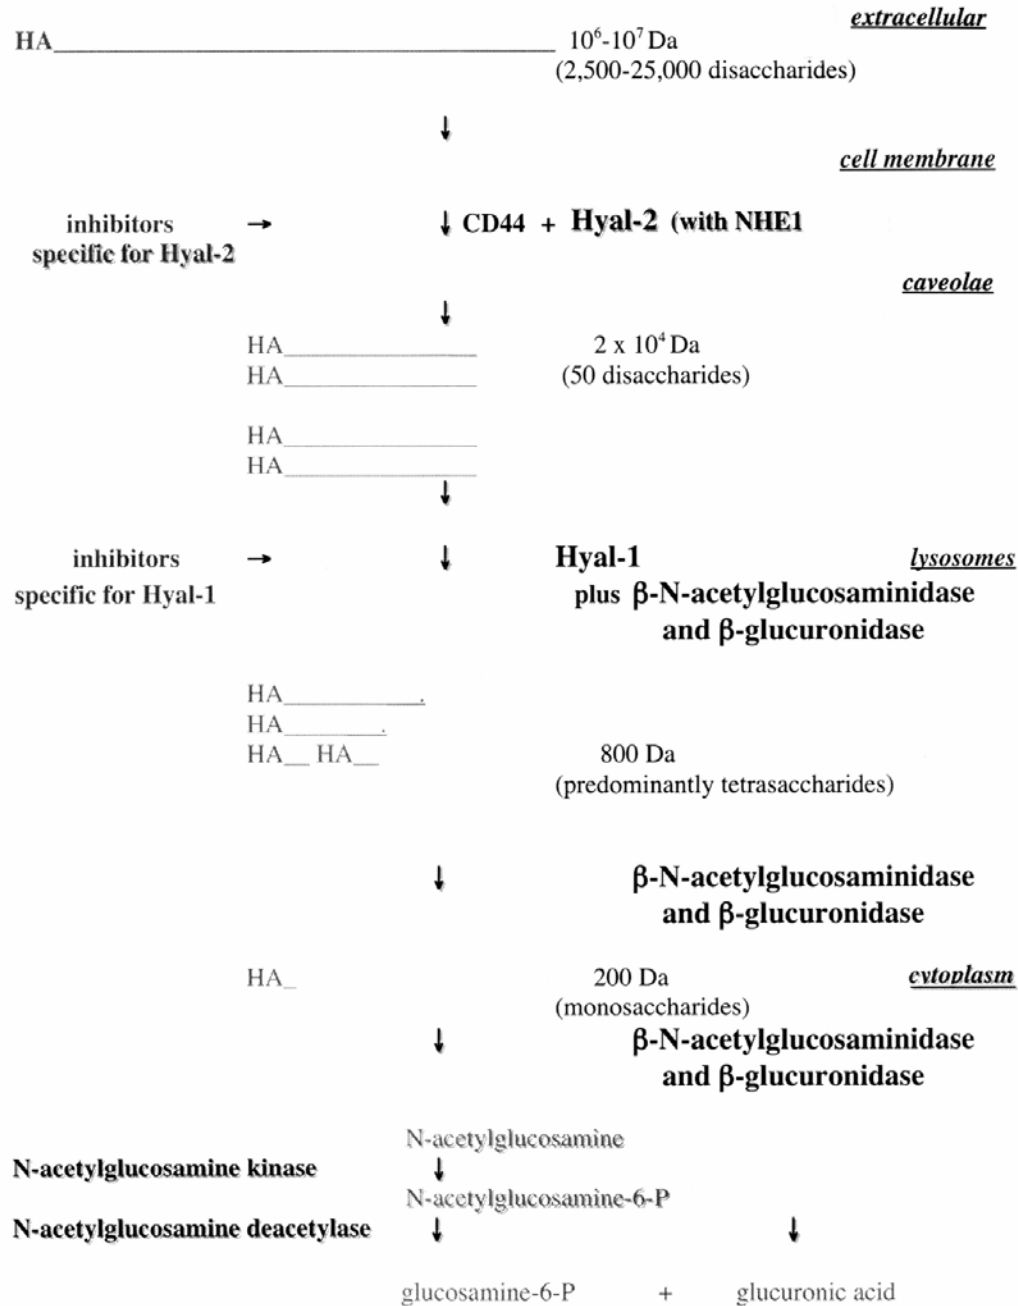 extracellular
HA 10⁶-10⁷ Da
(2,500-25,000 disaccharides)
↓
cell membrane
inhibitors → ↓ CD44 + Hyal-2 (with NHE1
specific for Hyal-2
caveolae
↓
HA 2 x 10⁴ Da
HA (50 disaccharides)
HA
HA
↓
inhibitors → ↓ Hyal-1 lysosomes
specific for Hyal-1 plus β-N-acetylglucosaminidase
and β-glucuronidase
HA .
HA .
HA__ HA__ 800 Da
(predominantly tetrasaccharides)
↓ β-N-acetylglucosaminidase
and β-glucuronidase
HA_ 200 Da cytoplasm
(monosaccharides)
↓ β-N-acetylglucosaminidase
and β-glucuronidase
N-acetylglucosamine
N-acetylglucosamine kinase ↓
N-acetylglucosamine-6-P
N-acetylglucosamine deacetylase ↓ ↓
glucosamine-6-P + glucuronic acid